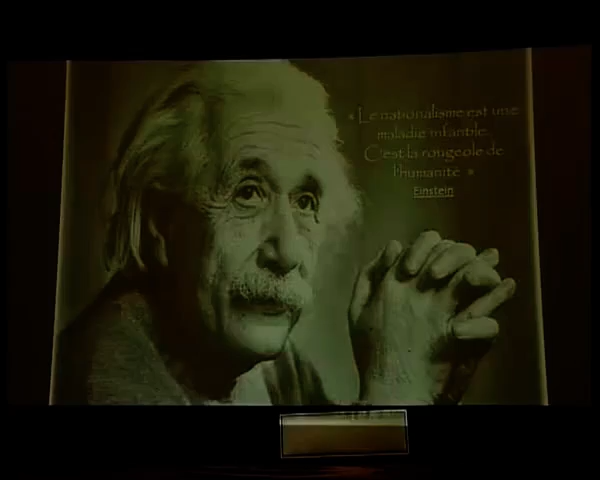 « Le nationalisme est une
maladie infantile.
C'est la rougeole de
l'humanité »
Einstein